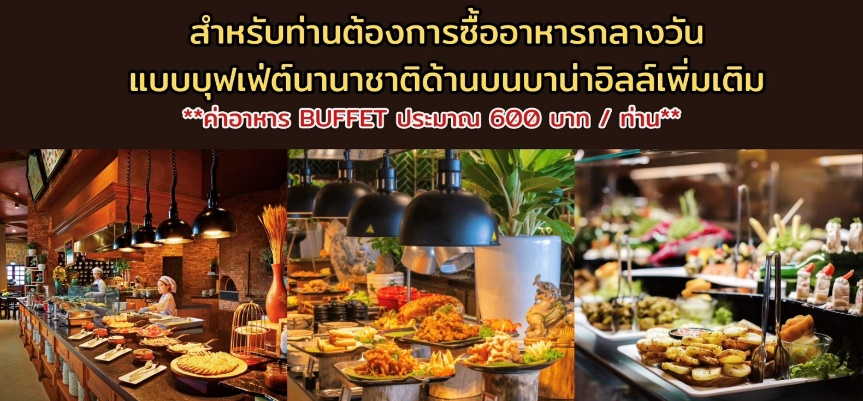 สำหรับท่านต้องการซื้ออาหารกลางวัน
แบบบุฟเฟ่ต์นานาชาติด้านบนบาน่าฮิลล์เพิ่มเติม
**ค่าอาหาร BUFFET ประมาณ 600 บาท / ท่าน**